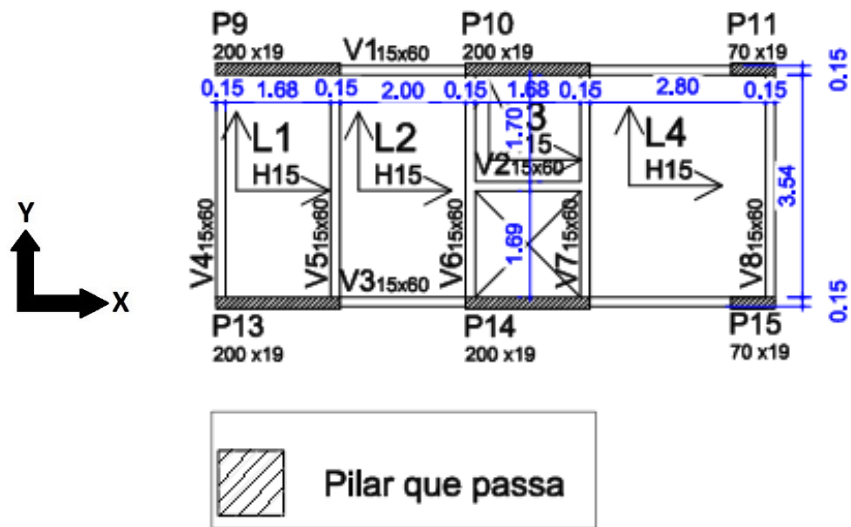 P9 P10 P11
200 x19 V1 15x60 200 x19 70 x19
0.15 1.68 0.15 2.00 0.15 1.68 0.15 2.80 0.15
0.15
L1 L2 3 L4
H15 H15 15 H15
1.70
V2 15x60
3.54
Y
V4 15x60
V5 15x60
V6 15x60
1.69
V7 15x60
V8 15x60
X
V3 15x60
0.15
P13 P14 P15
200 x19 200 x19 70 x19
Pilar que passa